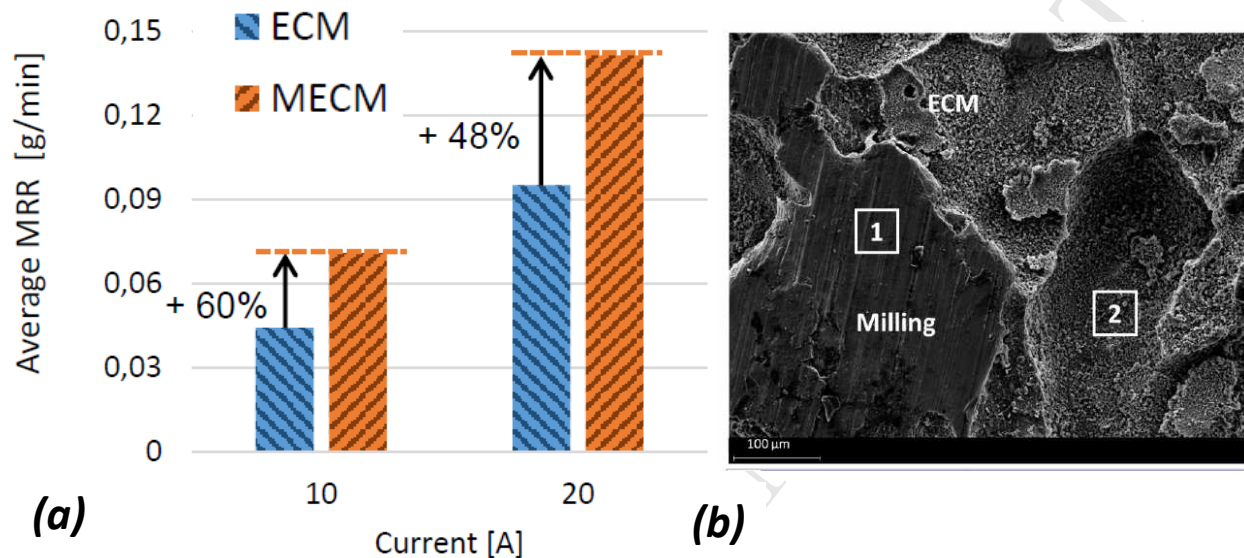 Average MRR [g/min]
0,15
0,12
0,09
0,06
0,03
0
ECM
MECM
+ 60%
+ 48%
10
20
Current [A]
(a)
ECM
1
Milling
2
100 µm
(b)